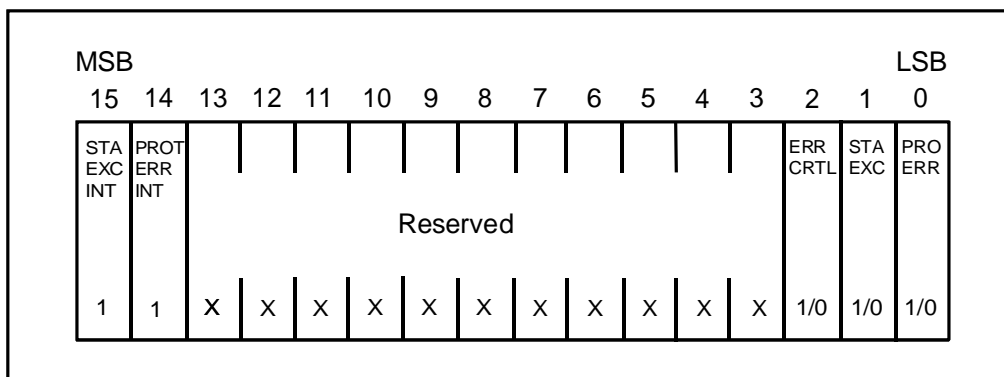 MSB LSB
15 14 13 12 11 10 9 8 7 6 5 4 3 2 1 0
STA PROT ERR STA PRO
EXC ERR CRTL EXC ERR
INT INT
Reserved
1 1 X X X X X X X X X X X 1/0 1/0 1/0